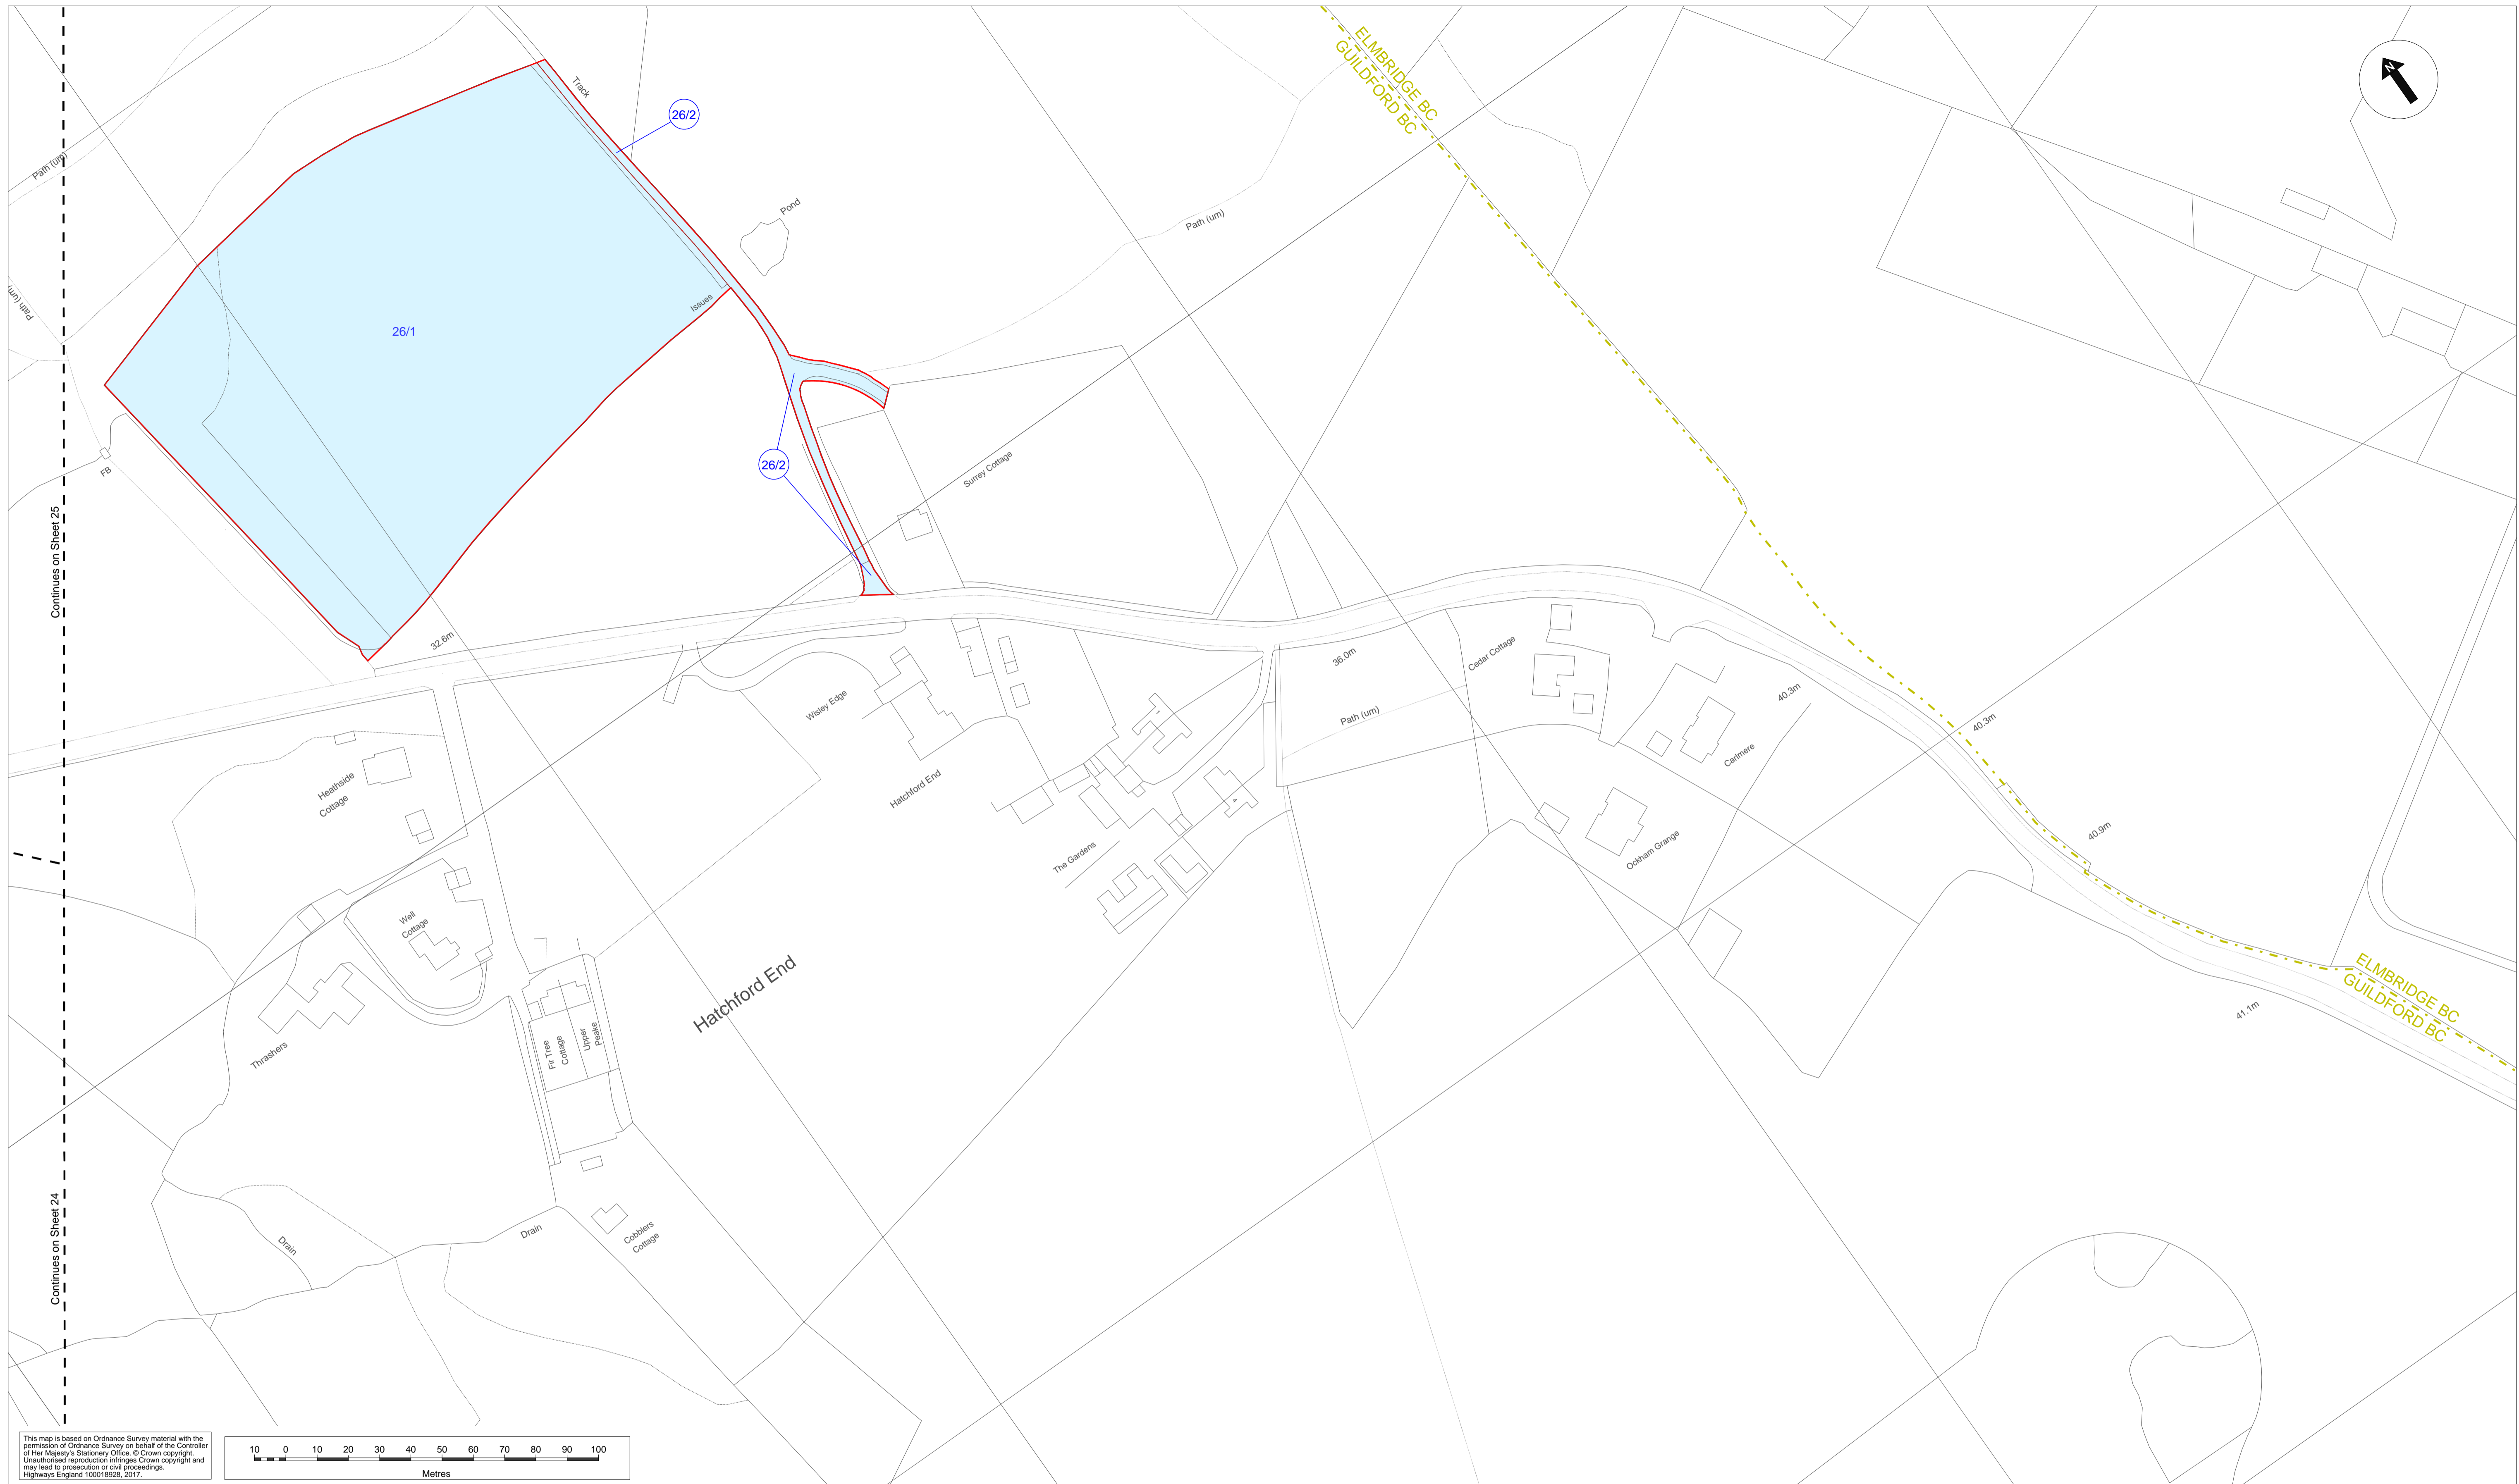 ELMBRIDGE BC
GUILDFORD BC
N
Track
26/2
Path (um)
Pond
Path (um)
Path (um)
Issues
26/1
26/2
Surrey Cottage
FB
Continues on Sheet 25
32.6m
36.0m
Cedar Cottage
40.3m
Wisley Edge
Path (um)
40.3m
Carlmere
Heathside
Cottage
Hatchford End
40.9m
The Gardens
Ockham Grange
Well
Cottage
Hatchford End
ELMBRIDGE BC
GUILDFORD BC
41.1m
Thrashers
Fir Tree
Cottage
Upper
Peake
Continues on Sheet 24
Drain
Drain
Cobblers
Cottage
This map is based on Ordnance Survey material with the
permission of Ordnance Survey on behalf of the Controller
of Her Majesty's Stationery Office. © Crown copyright.
Unauthorised reproduction infringes Crown copyright and
may lead to prosecution or civil proceedings.
Highways England 100018928, 2017.
10 0 10 20 30 40 50 60 70 80 90 100
Metres